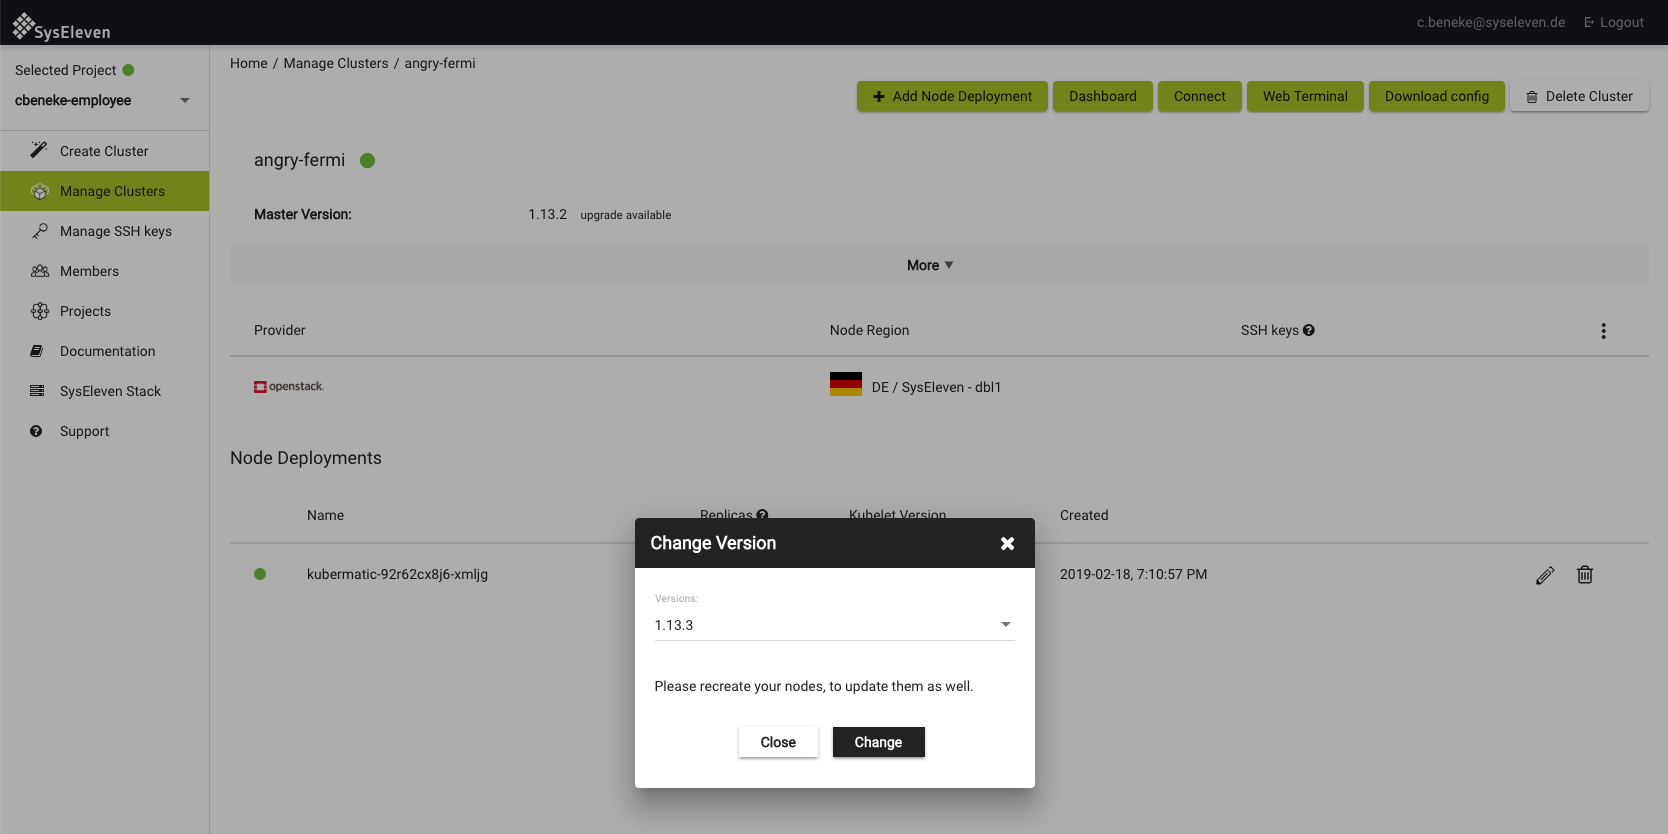 SysEleven
c.beneke@syseleven.de Logout
Selected Project
cbeneke-employee
Create Cluster
Manage Clusters
Manage SSH keys
Members
Projects
Documentation
SysEleven Stack
Support
Home / Manage Clusters / angry-fermi
Add Node Deployment Dashboard Connect Web Terminal Download config Delete Cluster
angry-fermi
Master Version: 1.13.2 upgrade available
More
Provider Node Region SSH keys
openstack. DE / SysEleven - dbl1
Node Deployments
Name Replicas Kubelet Version Created
kubermatic-92r62cx8j6-xmljg 2019-02-18, 7:10:57 PM
Change Version
Versions:
1.13.3
Please recreate your nodes, to update them as well.
Close Change